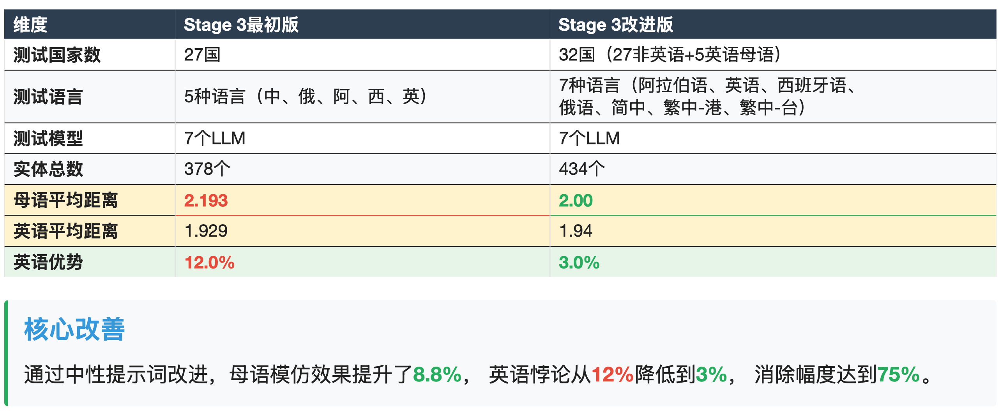 维度 Stage 3最初版 Stage 3改进版
测试国家数 27国 32国（27非英语+5英语母语）
测试语言 5种语言（中、俄、阿、西、英） 7种语言（阿拉伯语、英语、西班牙语、
俄语、简中、繁中-港、繁中-台）
测试模型 7个LLM 7个LLM
实体总数 378个 434个
母语平均距离 2.193 2.00
英语平均距离 1.929 1.94
英语优势 12.0% 3.0%
核心改善
通过中性提示词改进，母语模仿效果提升了8.8%， 英语悖论从12%降低到3%， 消除幅度达到75%。